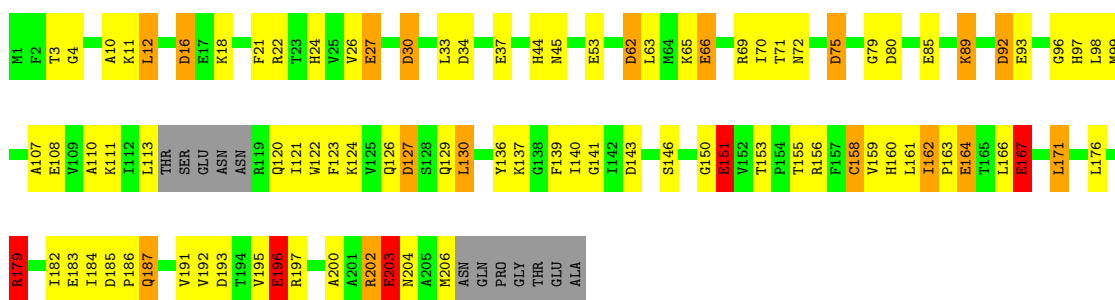 M1 F2 T3 G4 A10 K11 L12 D16 E17 K18 F21 R22 T23 H24 V25 V26 E27 D30 L33 D34 E37 H44 N45 E53 D62 L63 M64 K65 E66 R69 I70 T71 N72 D75 G79 D80 E85 K89 D92 E93 G96 H97 L98 M99
A107 E108 V109 A110 K111 I112 L113 THR SER GLU ASN ASN R119 Q120 I121 W122 F123 K124 V125 Q126 D127 S128 Q129 L130 Y136 K137 G138 F139 I140 G141 I142 D143 S146 G150 E151 V152 T153 P154 T155 R156 F157 C158 V159 H160 L161 I162 P163 E164 T165 L166 E167 L171 L176
R179 I182 E183 I184 D185 P186 Q187 V191 V192 D193 T194 V195 E196 R197 A200 A201 R202 E203 N204 A205 M206 ASN GLN PRO GLY THR GLU ALA